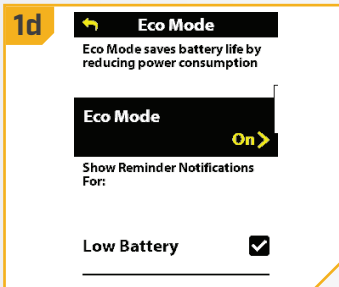 1d
Eco Mode
Eco Mode saves battery life by
reducing power consumption
Eco Mode
On
Show Reminder Notifications
For:
Low Battery